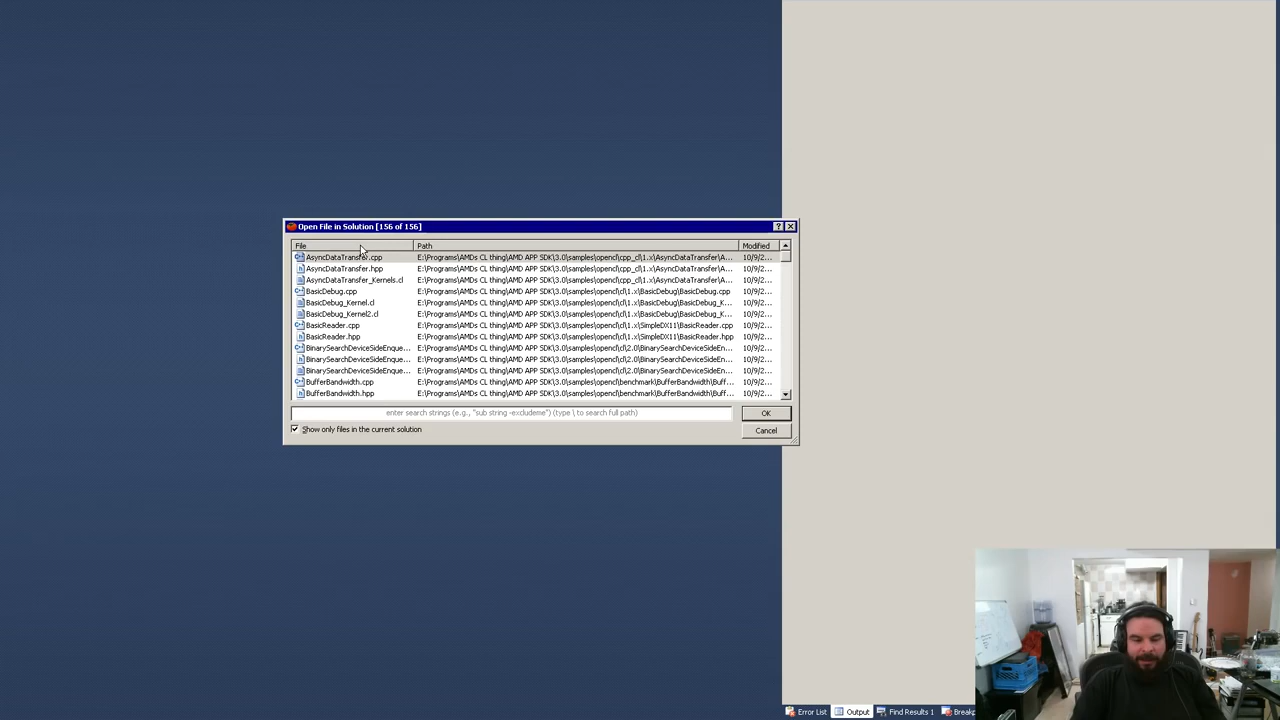 Open File in Solution [156 of 156]
File Path Modified
AsyncDataTransfer.cpp E:\Programs\AMDs CL thing\AMD APP SDK\3.0\samples\opencl\cpp_cl\1.x\AsyncDataTransfer\A... 10/9/2...
AsyncDataTransfer.hpp E:\Programs\AMDs CL thing\AMD APP SDK\3.0\samples\opencl\cpp_cl\1.x\AsyncDataTransfer\A... 10/9/2...
AsyncDataTransfer_Kernels.cl E:\Programs\AMDs CL thing\AMD APP SDK\3.0\samples\opencl\cpp_cl\1.x\AsyncDataTransfer\A... 10/9/2...
BasicDebug.cpp E:\Programs\AMDs CL thing\AMD APP SDK\3.0\samples\opencl\cl\1.x\BasicDebug\BasicDebug.cpp 10/9/2...
BasicDebug_Kernel.cl E:\Programs\AMDs CL thing\AMD APP SDK\3.0\samples\opencl\cl\1.x\BasicDebug\BasicDebug_K... 10/9/2...
BasicDebug_Kernel2.cl E:\Programs\AMDs CL thing\AMD APP SDK\3.0\samples\opencl\cl\1.x\BasicDebug\BasicDebug_K... 10/9/2...
BasicReader.cpp E:\Programs\AMDs CL thing\AMD APP SDK\3.0\samples\opencl\cl\1.x\SimpleDX11\BasicReader.cpp 10/9/2...
BasicReader.hpp E:\Programs\AMDs CL thing\AMD APP SDK\3.0\samples\opencl\cl\1.x\SimpleDX11\BasicReader.hpp 10/9/2...
BinarySearchDeviceSideEnque... E:\Programs\AMDs CL thing\AMD APP SDK\3.0\samples\opencl\cl\2.0\BinarySearchDeviceSideEn... 10/9/2...
BinarySearchDeviceSideEnque... E:\Programs\AMDs CL thing\AMD APP SDK\3.0\samples\opencl\cl\2.0\BinarySearchDeviceSideEn... 10/9/2...
BinarySearchDeviceSideEnque... E:\Programs\AMDs CL thing\AMD APP SDK\3.0\samples\opencl\cl\2.0\BinarySearchDeviceSideEn... 10/9/2...
BufferBandwidth.cpp E:\Programs\AMDs CL thing\AMD APP SDK\3.0\samples\opencl\benchmark\BufferBandwidth\Buff... 10/9/2...
BufferBandwidth.hpp E:\Programs\AMDs CL thing\AMD APP SDK\3.0\samples\opencl\benchmark\BufferBandwidth\Buff... 10/9/2...
enter search strings (e.g., "sub string -excludeme") (type \ to search full path) OK
Show only files in the current solution Cancel
Error List Output Find Results 1 Breakp